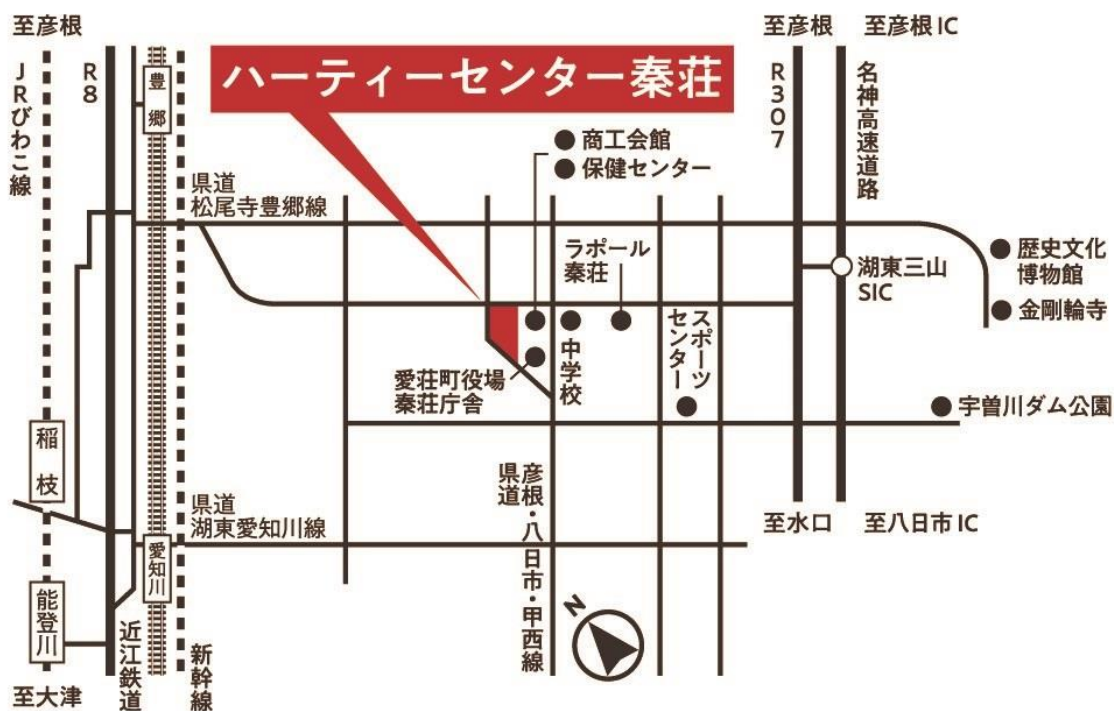 至彦根
至彦根
至彦根 IC
JRびわこ線
R8
豊郷
ハーティーセンター秦荘
R307
名神高速道路
商工会館
保健センター
県道
松尾寺豊郷線
ラポール
秦荘
湖東三山
SIC
歴史文化
博物館
金剛輪寺
スポーツ
センター
中学校
愛荘町役場
秦荘庁舎
宇曽川ダム公園
稲枝
県道
湖東愛知川線
彦根・八日市・甲西線
県道
至水口
至八日市 IC
愛知川
能登川
N
近江鉄道
新幹線
至大津